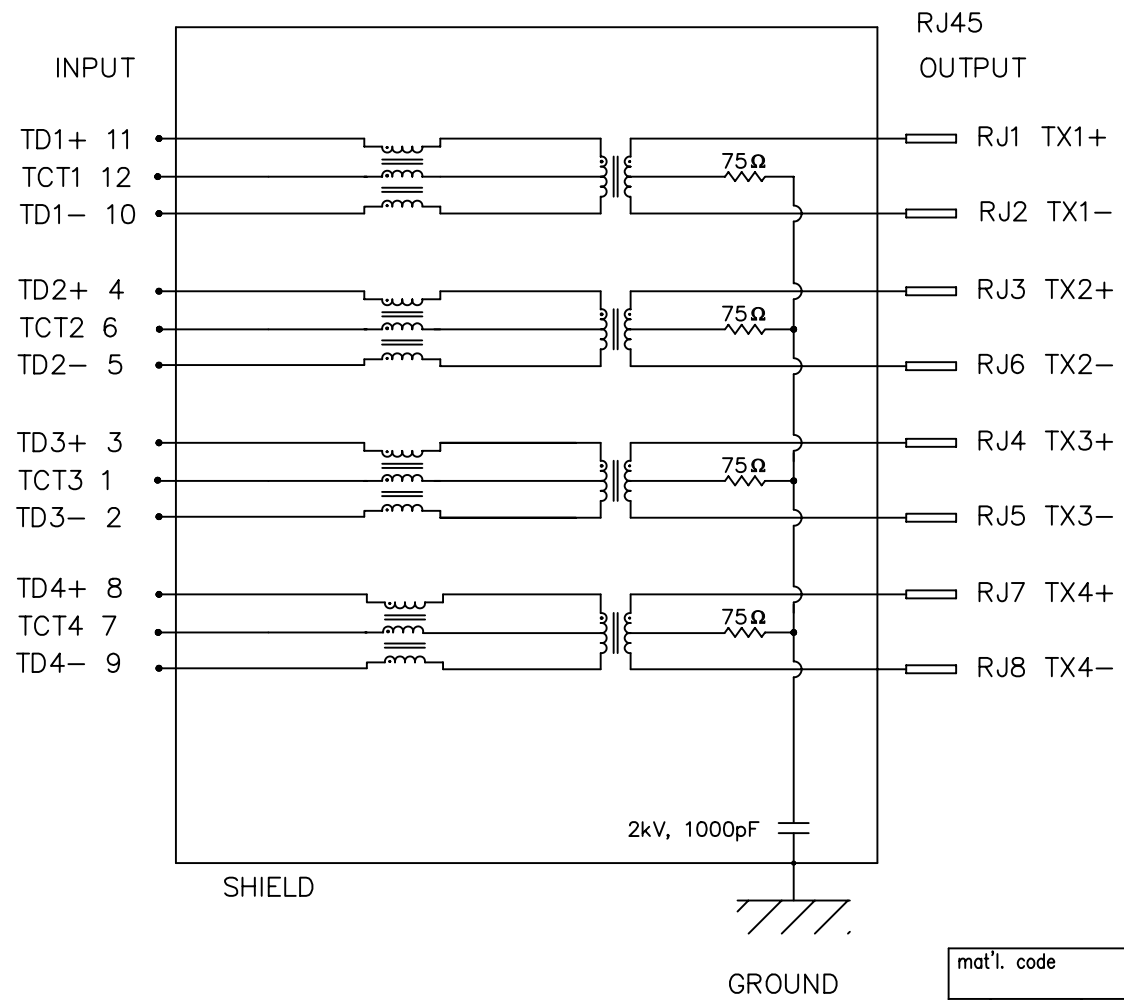 RJ45
INPUT OUTPUT
TD1+ 11 75Ω RJ1 TX1+
TCT1 12
TD1− 10 RJ2 TX1−
TD2+ 4 75Ω RJ3 TX2+
TCT2 6
TD2− 5 RJ6 TX2−
TD3+ 3 75Ω RJ4 TX3+
TCT3 1
TD3− 2 RJ5 TX3−
TD4+ 8 75Ω RJ7 TX4+
TCT4 7
TD4− 9 RJ8 TX4−
2kV, 1000pF
SHIELD
GROUND
mat'l. code